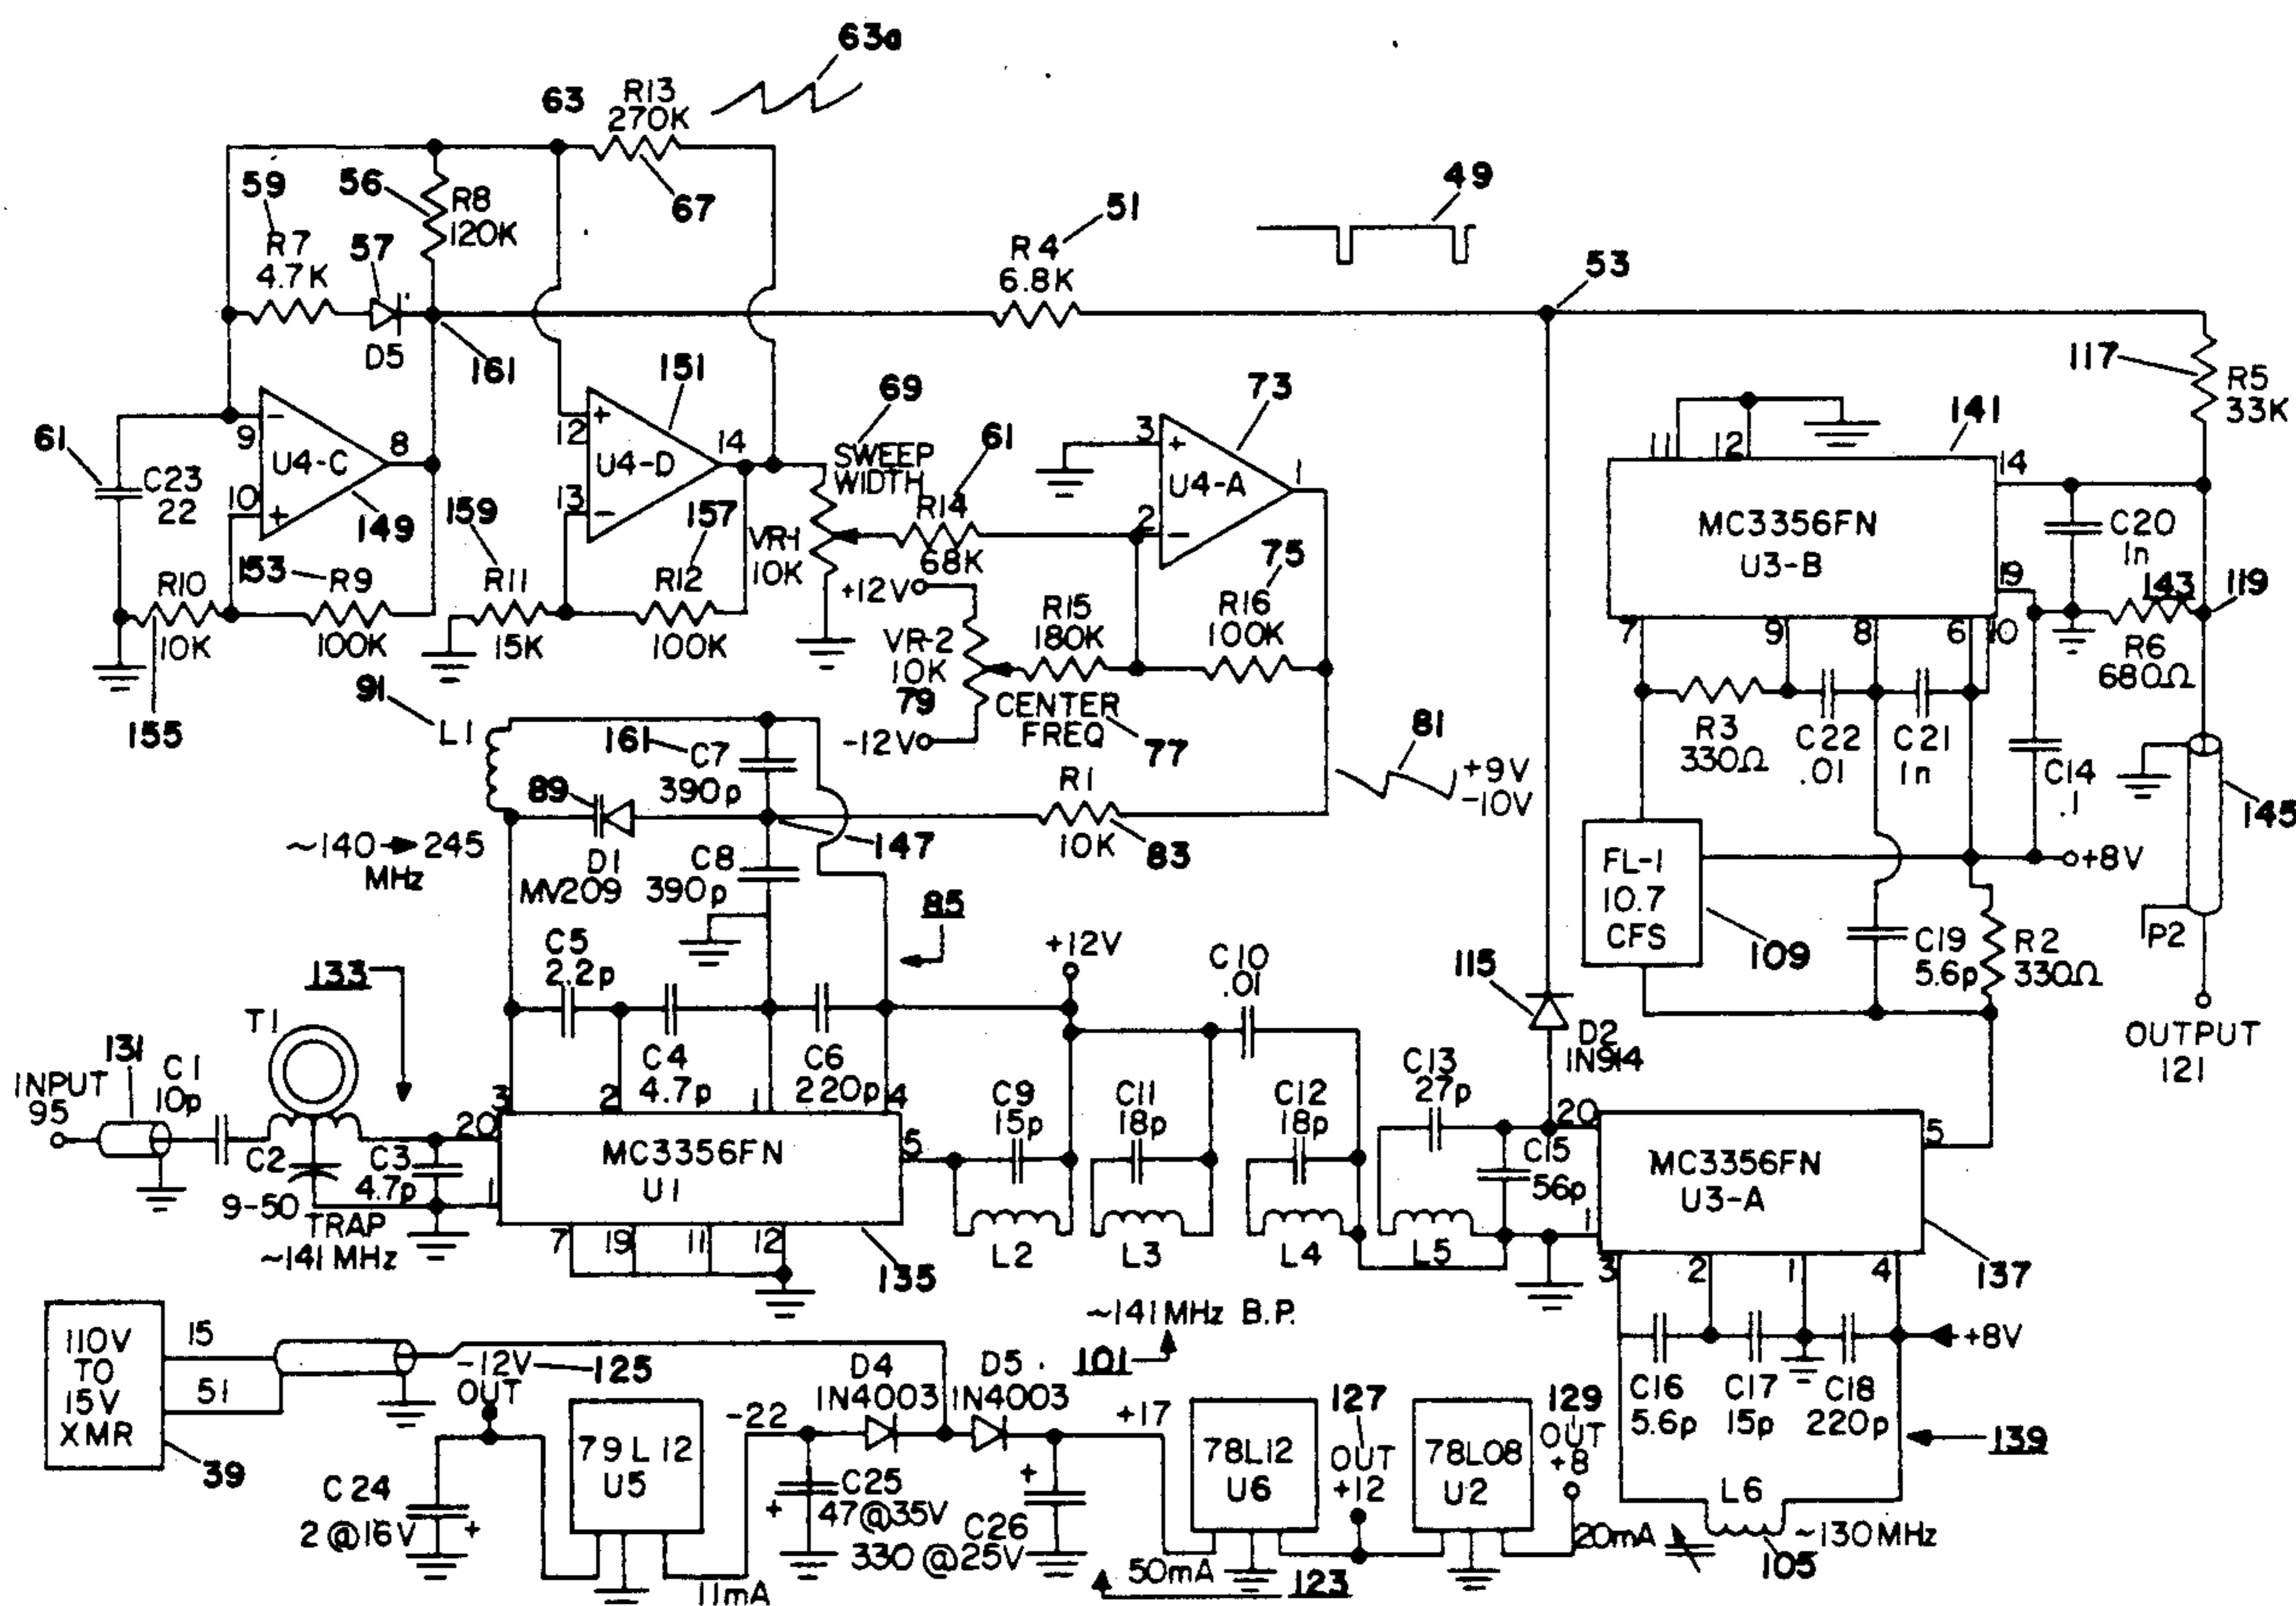 63a
63
R13
270K
49
59
56
R8
120K
67
51
R7
4.7K
57
R4
6.8K
53
D5
161
151
69
73
117
R5
33K
61
9
-
U4-C
8
12
+
U4-D
14
SWEEP
WIDTH
61
3
+
U4-A
1
11
12
141
14
C23
22
10
+
149
159
13
-
157
R14
68K
2
-
75
MC3356FN
U3-B
C20
1n
R10
10K
153
R9
100K
R11
15K
R12
100K
VR-1
10K
+12V
R15
180K
R16
100K
19
143
119
7
9
8
6
10
R6
680Ω
155
91
L1
VR-2
10K
79
-12V
CENTER
FREQ
77
81
+9V
-10V
R3
330Ω
C22
.01
C21
1n
C14
.1
145
161
C7
390p
89
R1
10K
83
147
~140→245
MHz
D1
MV209
C8
390p
FL-1
10.7
CFS
109
+8V
P2
85
C19
5.6p
R2
330Ω
133
C5
2.2p
+12V
C10
.01
115
D2
1N914
OUTPUT
121
T1
131
C1
10p
INPUT
95
C4
4.7p
C6
220p
3
2
1
4
C9
15p
C11
18p
C12
18p
C13
27p
20
C15
56p
5
20
C2
9-50
C3
4.7p
MC3356FN
U1
5
MC3356FN
U3-A
1
TRAP
~141 MHz
1
7
19
11
12
135
L2
L3
L4
L5
3
2
1
4
137
~141 MHz B.P.
101
110V
TO
15V
XMR
39
15
51
-12V
OUT
125
D4
1N4003
D5
1N4003
+8V
C16
5.6p
C17
15p
C18
220p
139
79L12
U5
-22
+17
78L12
U6
127
OUT
+12
78L08
U2
129
OUT
+8
C24
2@16V
+
+
C25
47@35V
+
C26
330@25V
L6
~130MHz
105
20mA
11mA
50mA
123